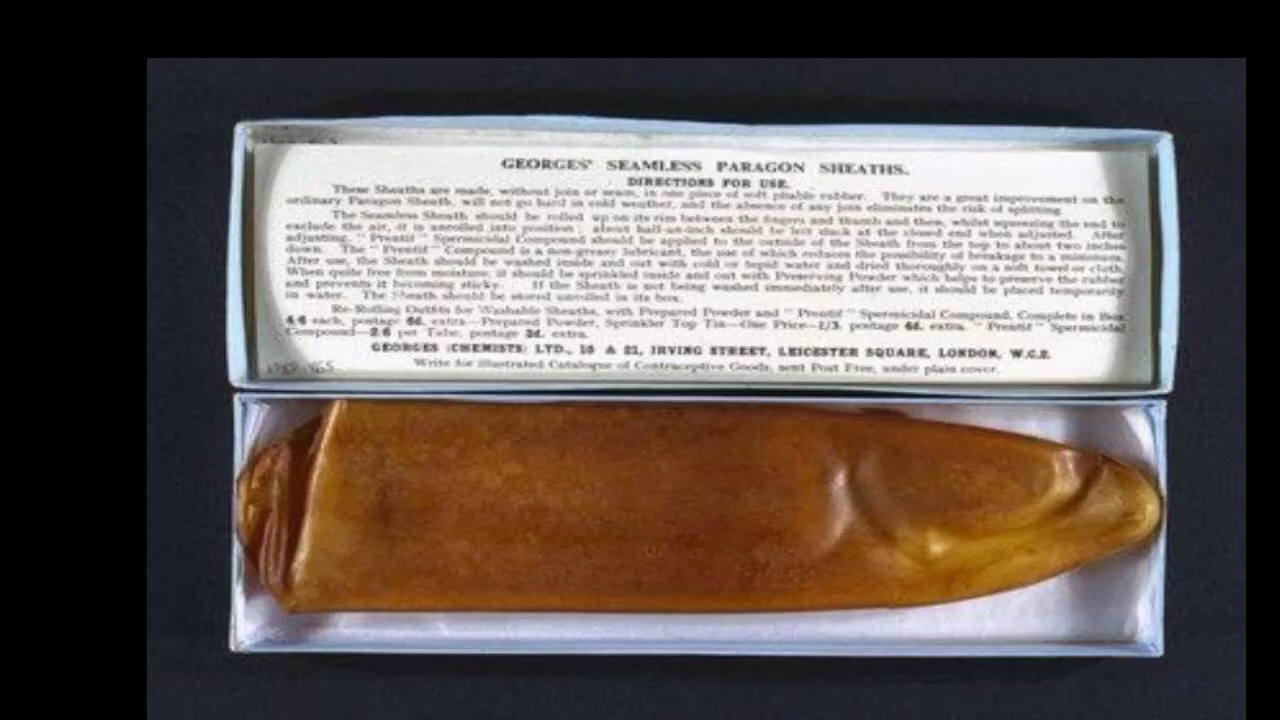 GEORGES' SEAMLESS PARAGON SHEATHS.
DIRECTIONS FOR USE.
These Sheaths are made, without join or seam, in one piece of soft pliable rubber. They are a great improvement on the
ordinary Paragon Sheath, will not go hard in cold weather, and the absence of any join eliminates the risk of splitting.
The Seamless Sheath should be rolled up on its rim between the fingers and thumb and then, whilst squeezing the end to
exclude the air, it is unrolled into position; about half-an-inch should be left slack at the closed end when adjusted. After
adjusting, "Prentif" Spermicidal Compound should be applied to the outside of the Sheath from the top to about two inches
down. The "Prentif" Compound is a non-greasy lubricant, the use of which reduces the possibility of breakage to a minimum.
After use, the Sheath should be washed inside and out with cold or tepid water and dried thoroughly on a soft towel or cloth.
When quite free from moisture, it should be sprinkled inside and out with Preserving Powder which helps to preserve the rubber
and prevents it becoming sticky. If the Sheath is not being washed immediately after use, it should be placed temporarily
in water. The Sheath should be stored unrolled in its box.
Re-Rolling Outfits for Washable Sheaths, with Prepared Powder and "Prentif" Spermicidal Compound, Complete in Box
4/6 each, postage 6d. extra—Prepared Powder, Sprinkler Top Tin—One Price—1/3, postage 4d. extra. "Prentif" Spermicidal
Compound—2/6 per Tube, postage 3d. extra.
GEORGES (CHEMISTS) LTD., & 21, IRVING STREET, LEICESTER SQUARE, LONDON, W.C.2.
Write for illustrated Catalogue of Contraceptive Goods, sent Post Free, under plain cover.